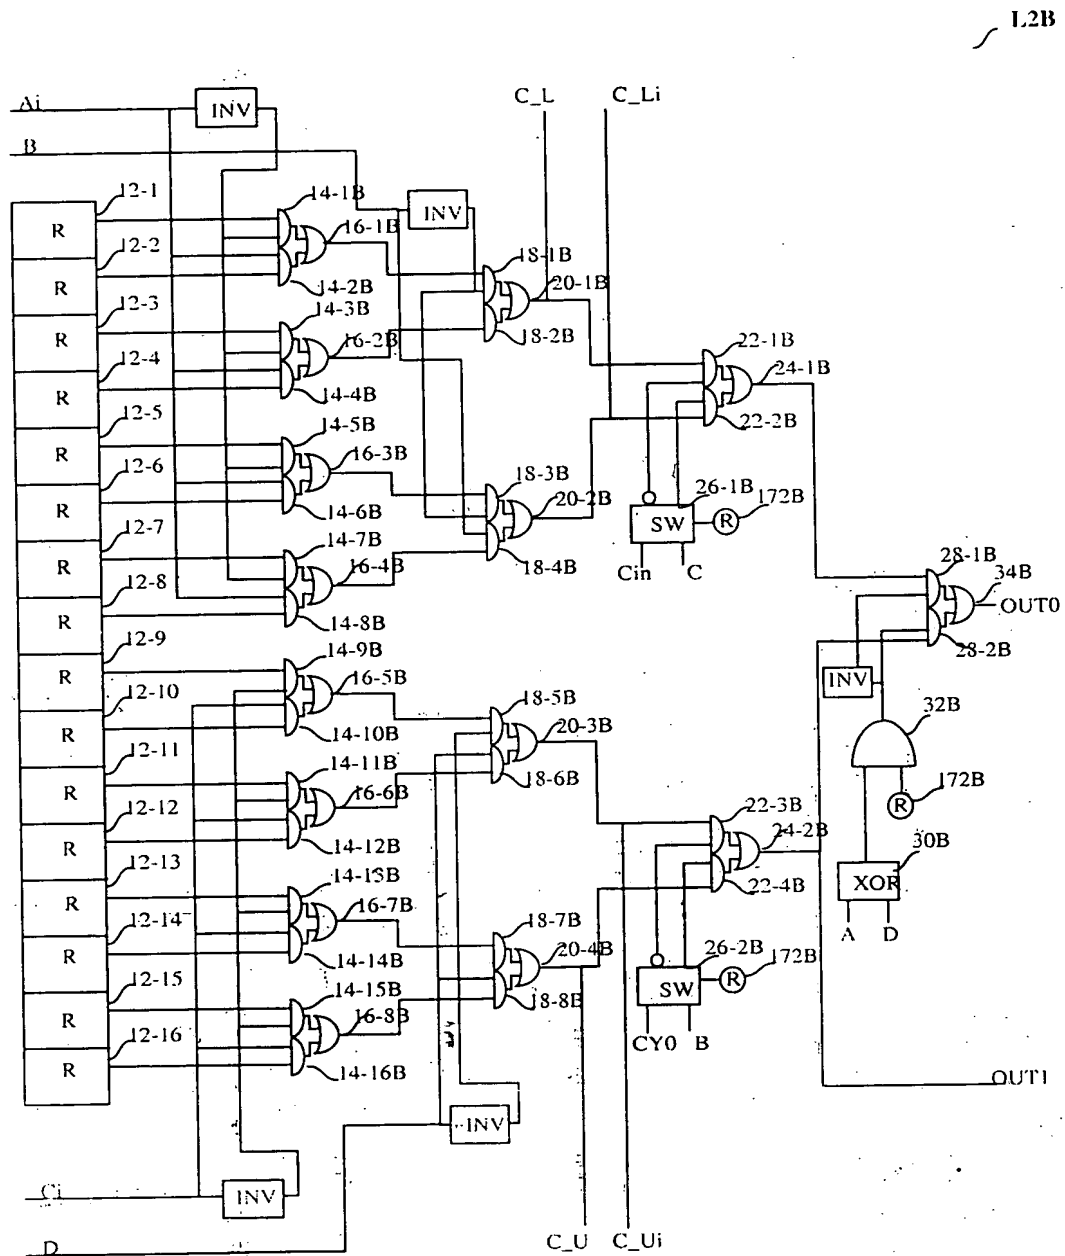 L2B
Ai
INV
C_L
C_Li
B
12-1
R
14-1B
INV
16-1B
12-2
R
18-1B
14-2B
20-1B
12-3
R
14-3B
18-2B
16-2B
12-4
R
22-1B
14-4B
24-1B
12-5
R
14-5B
22-2B
16-3B
12-6
R
18-3B
26-1B
172B
14-6B
20-2B
SW
R
12-7
R
14-7B
18-4B
Cin
C
16-4B
12-8
R
28-1B
34B
14-8B
OUT0
12-9
R
14-9B
28-2B
16-5B
INV
12-10
R
18-5B
32B
14-10B
20-3B
12-11
R
14-11B
18-6B
16-6B
172B
R
12-12
R
22-3B
14-12B
24-2B
30B
12-13
R
14-13B
22-4B
XOR
16-7B
12-14
R
18-7B
A
D
14-14B
20-4B
26-2B
172B
12-15
R
14-15B
18-8B
SW
R
16-8B
12-16
R
CY0
B
14-16B
OUT1
INV
Ci
INV
D
C_U
C_Ui